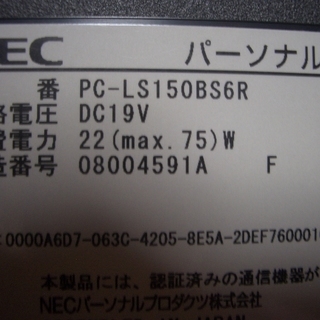 NEC パーソナル
番 PC-LS150BS6R
格電圧 DC19V
費電力 22(max.75)W
造番号 08004591A F
:0000A6D7-063C-4205-8E5A-2DEF7600010
本製品には、認証済みの通信機器が
NECパーソナルプロダクツ株式会社